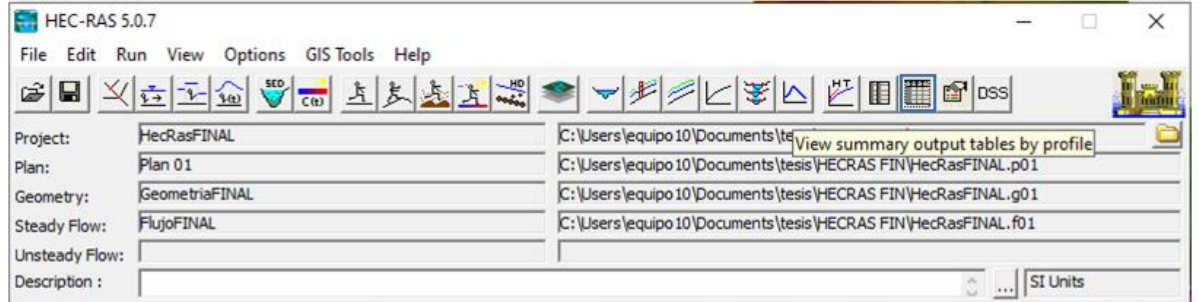 HEC-RAS 5.0.7
File Edit Run View Options GIS Tools Help
SED C(t) HD HT DSS
Project: HecRasFINAL C:\Users\equipo10\Documents\te View summary output tables by profile
Plan: Plan 01 C:\Users\equipo10\Documents\tesis\HECRAS FIN\HecRasFINAL.p01
Geometry: GeometriaFINAL C:\Users\equipo10\Documents\tesis\HECRAS FIN\HecRasFINAL.g01
Steady Flow: FlujoFINAL C:\Users\equipo10\Documents\tesis\HECRAS FIN\HecRasFINAL.f01
Unsteady Flow:
Description : ... SI Units